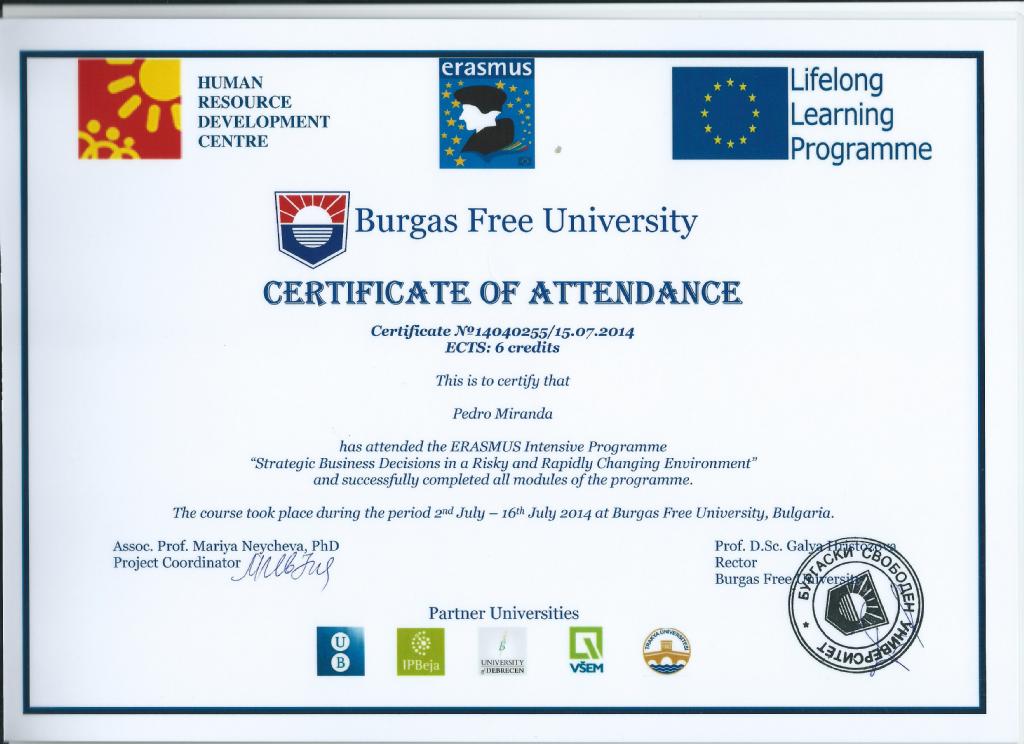 HUMAN
RESOURCE
DEVELOPMENT
CENTRE
erasmus
Lifelong
Learning
Programme
Burgas Free University
CERTIFICATE OF ATTENDANCE
Certificate №14040255/15.07.2014
ECTS: 6 credits
This is to certify that
Pedro Miranda
has attended the ERASMUS Intensive Programme
“Strategic Business Decisions in a Risky and Rapidly Changing Environment”
and successfully completed all modules of the programme.
The course took place during the period 2nd July – 16th July 2014 at Burgas Free University, Bulgaria.
Assoc. Prof. Mariya Neycheva, PhD
Project Coordinator
Prof. D.Sc. Galya Hristozova
Rector
Burgas Free University
БУРГАСКИ СВОБОДЕН УНИВЕРСИТЕТ
Partner Universities
U
B
IPBeja
UNIVERSITY
of DEBRECEN
VŠEM
TRAKYA ÜNİVERSİTESİ